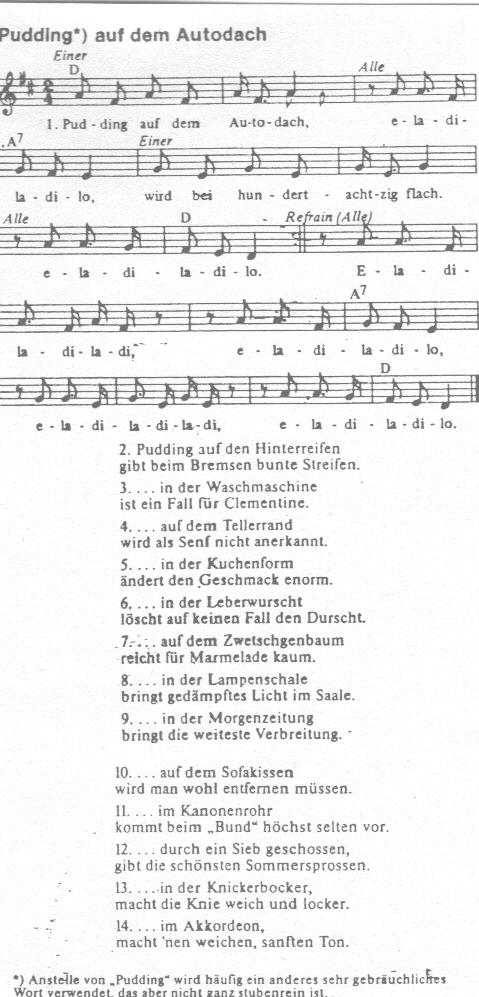 Pudding*) auf dem Autodach
Einer
D
Alle
1. Pud - ding auf dem Au-to-dach, e - la - di -
A7 Einer
la - di - lo, wird bei hun - dert - acht-zig flach.
Alle D Refrain (Alle)
e - la - di - la - di - lo. E - la - di -
A7
la - di - la - di, e - la - di - la - di - lo,
D
e - la - di - la - di - la - di, e - la - di - la - di - lo.
2. Pudding auf den Hinterreifen
gibt beim Bremsen bunte Streifen.
3. . . . in der Waschmaschine
ist ein Fall für Clementine.
4. . . . auf dem Tellerrand
wird als Senf nicht anerkannt.
5. . . . in der Kuchenform
ändert den Geschmack enorm.
6. . . . in der Leberwurscht
löscht auf keinen Fall den Durscht.
7. . . . auf dem Zwetschgenbaum
reicht für Marmelade kaum.
8. . . . in der Lampenschale
bringt gedämpftes Licht im Saale.
9. . . . in der Morgenzeitung
bringt die weiteste Verbreitung.
10. . . . auf dem Sofakissen
wird man wohl entfernen müssen.
11. . . . im Kanonenrohr
kommt beim „Bund“ höchst selten vor.
12. . . . durch ein Sieb geschossen,
gibt die schönsten Sommersprossen.
13. . . . in der Knickerbocker,
macht die Knie weich und locker.
14. . . . im Akkordeon,
macht 'nen weichen, sanften Ton.
*) Anstelle von „Pudding“ wird häufig ein anderes sehr gebräuchliches
Wort verwendet, das aber nicht ganz stubenrein ist.